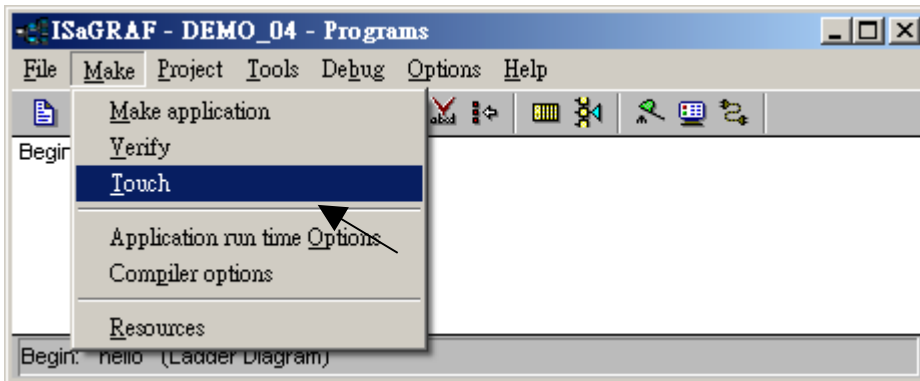 ISaGRAF - DEMO_04 - Programs
File Make Project Tools Debug Options Help
Make application
Verify
Touch
Application run time Options
Compiler options
Resources
Begin: hello (Ladder Diagram)